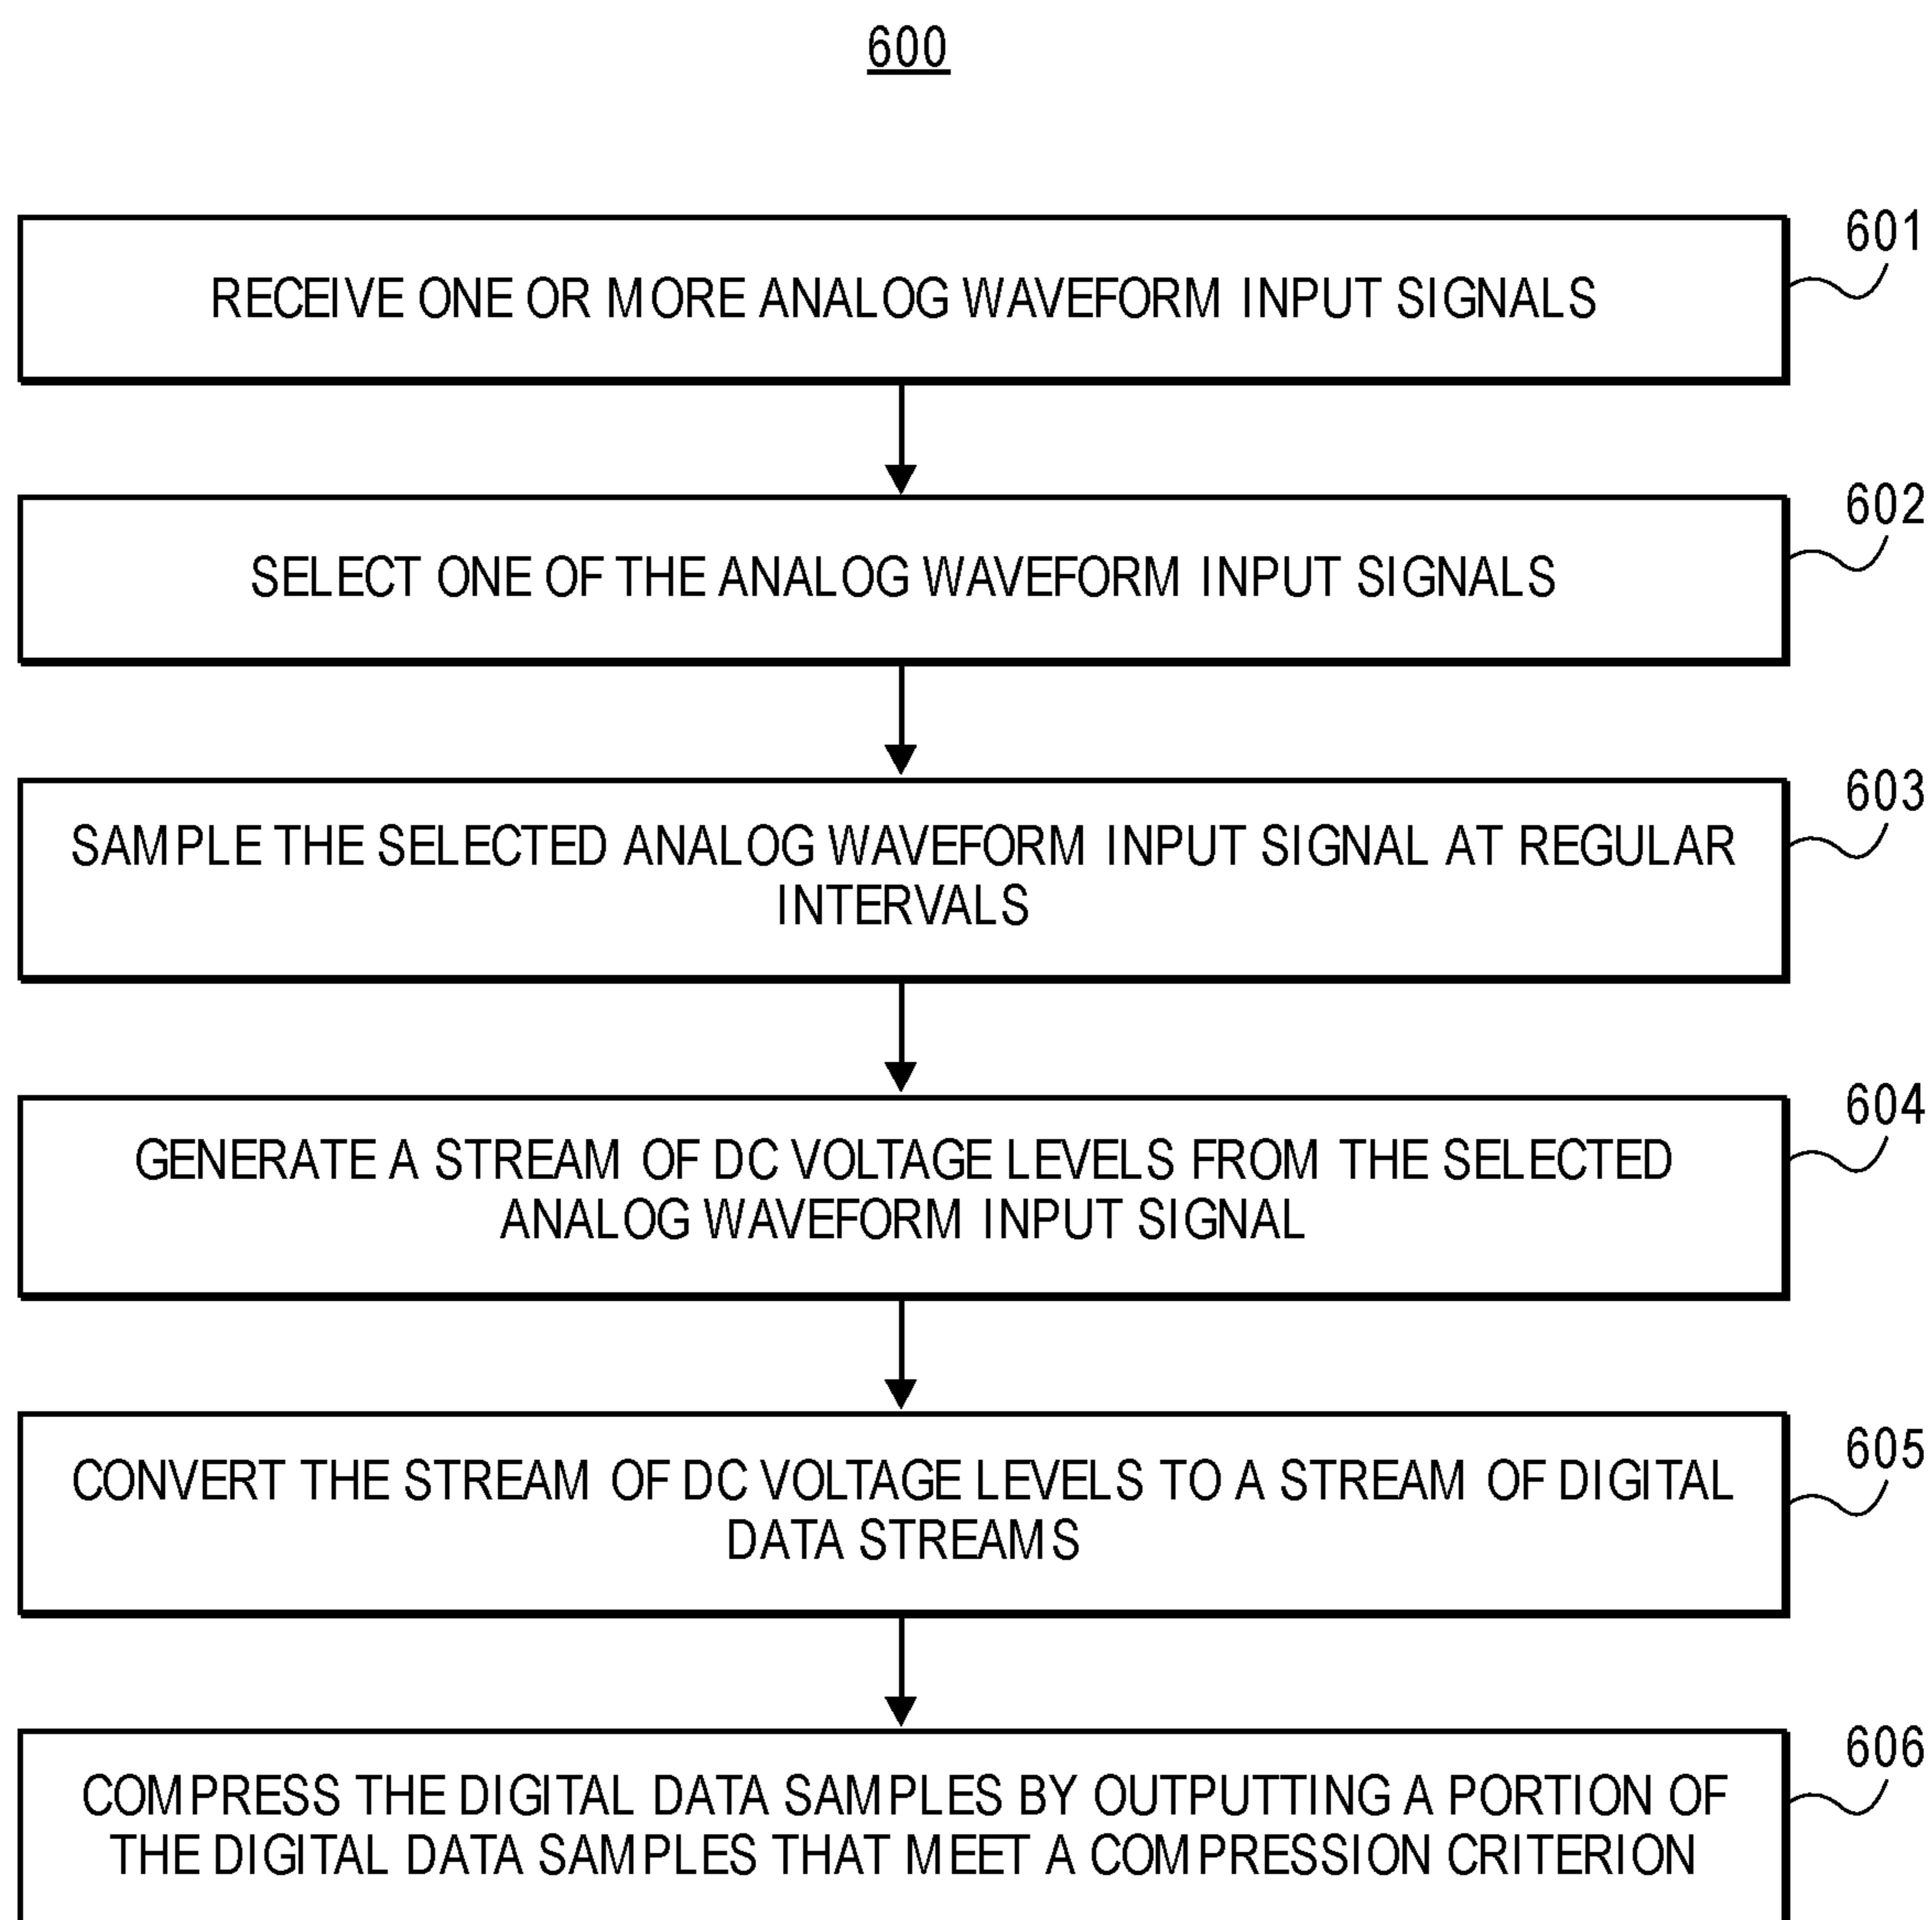 600
601
RECEIVE ONE OR MORE ANALOG WAVEFORM INPUT SIGNALS
602
SELECT ONE OF THE ANALOG WAVEFORM INPUT SIGNALS
603
SAMPLE THE SELECTED ANALOG WAVEFORM INPUT SIGNAL AT REGULAR
INTERVALS
604
GENERATE A STREAM OF DC VOLTAGE LEVELS FROM THE SELECTED
ANALOG WAVEFORM INPUT SIGNAL
605
CONVERT THE STREAM OF DC VOLTAGE LEVELS TO A STREAM OF DIGITAL
DATA STREAMS
606
COMPRESS THE DIGITAL DATA SAMPLES BY OUTPUTTING A PORTION OF
THE DIGITAL DATA SAMPLES THAT MEET A COMPRESSION CRITERION